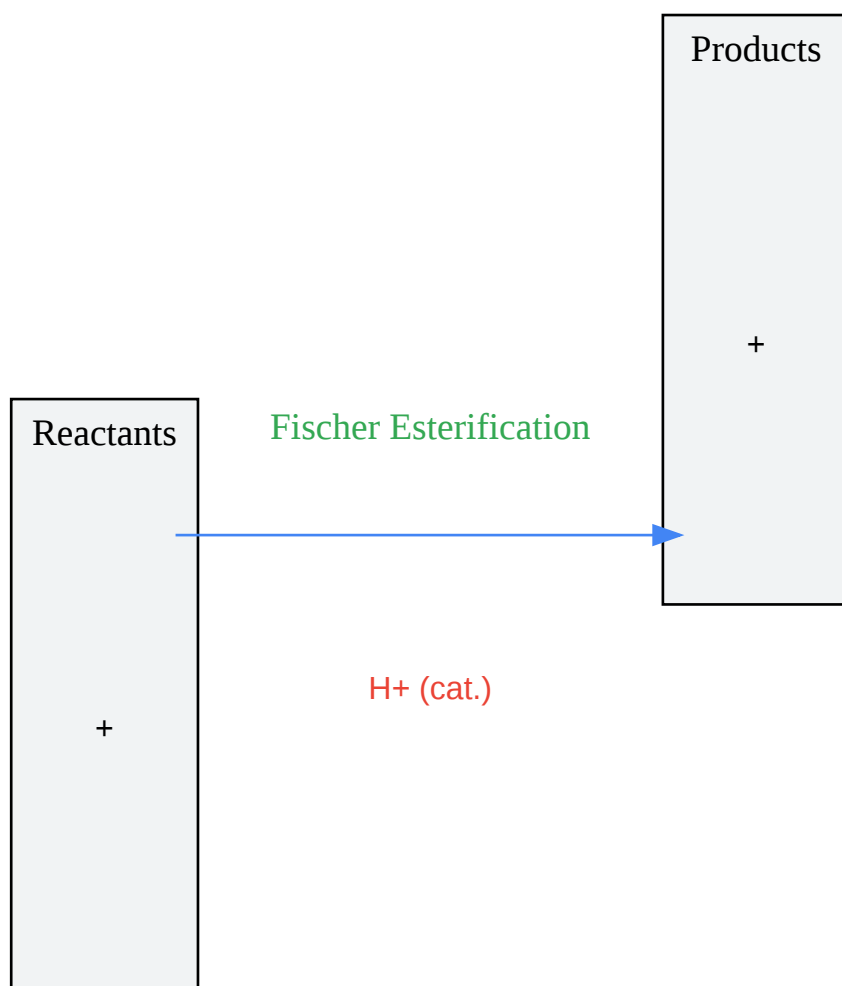 Products
+
Fischer Esterification
Reactants
H+ (cat.)
+